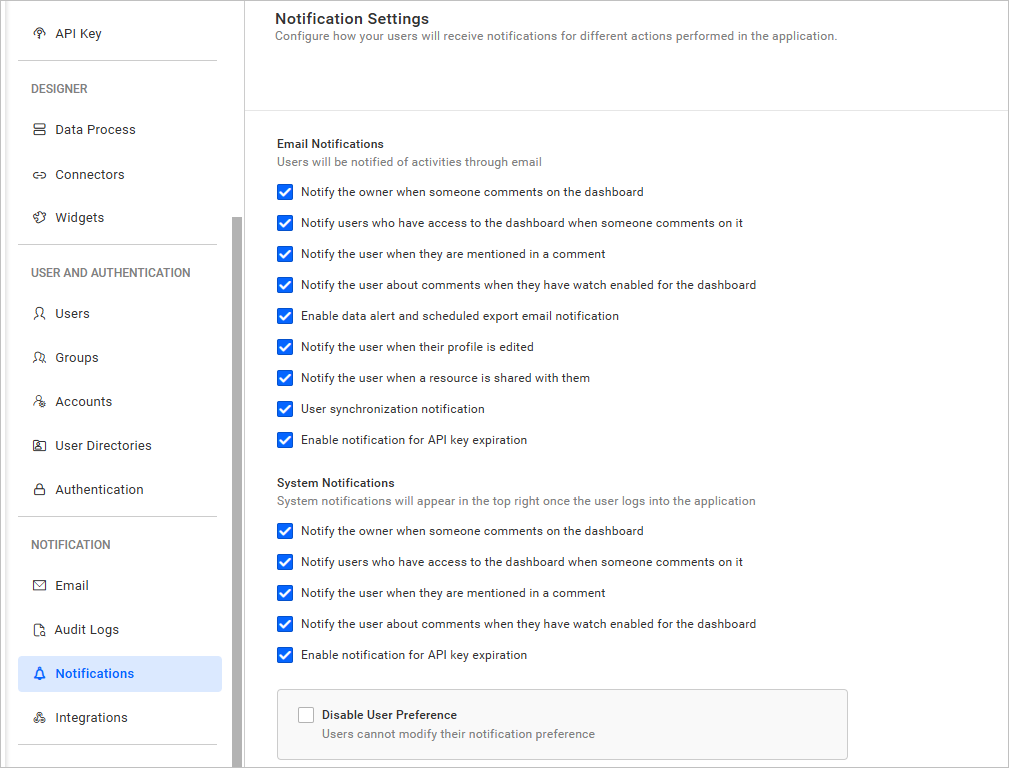 API Key
DESIGNER
Data Process
Connectors
Widgets
USER AND AUTHENTICATION
Users
Groups
Accounts
User Directories
Authentication
NOTIFICATION
Email
Audit Logs
Notifications
Integrations
Notification Settings
Configure how your users will receive notifications for different actions performed in the application.
Email Notifications
Users will be notified of activities through email
Notify the owner when someone comments on the dashboard
Notify users who have access to the dashboard when someone comments on it
Notify the user when they are mentioned in a comment
Notify the user about comments when they have watch enabled for the dashboard
Enable data alert and scheduled export email notification
Notify the user when their profile is edited
Notify the user when a resource is shared with them
User synchronization notification
Enable notification for API key expiration
System Notifications
System notifications will appear in the top right once the user logs into the application
Notify the owner when someone comments on the dashboard
Notify users who have access to the dashboard when someone comments on it
Notify the user when they are mentioned in a comment
Notify the user about comments when they have watch enabled for the dashboard
Enable notification for API key expiration
Disable User Preference
Users cannot modify their notification preference